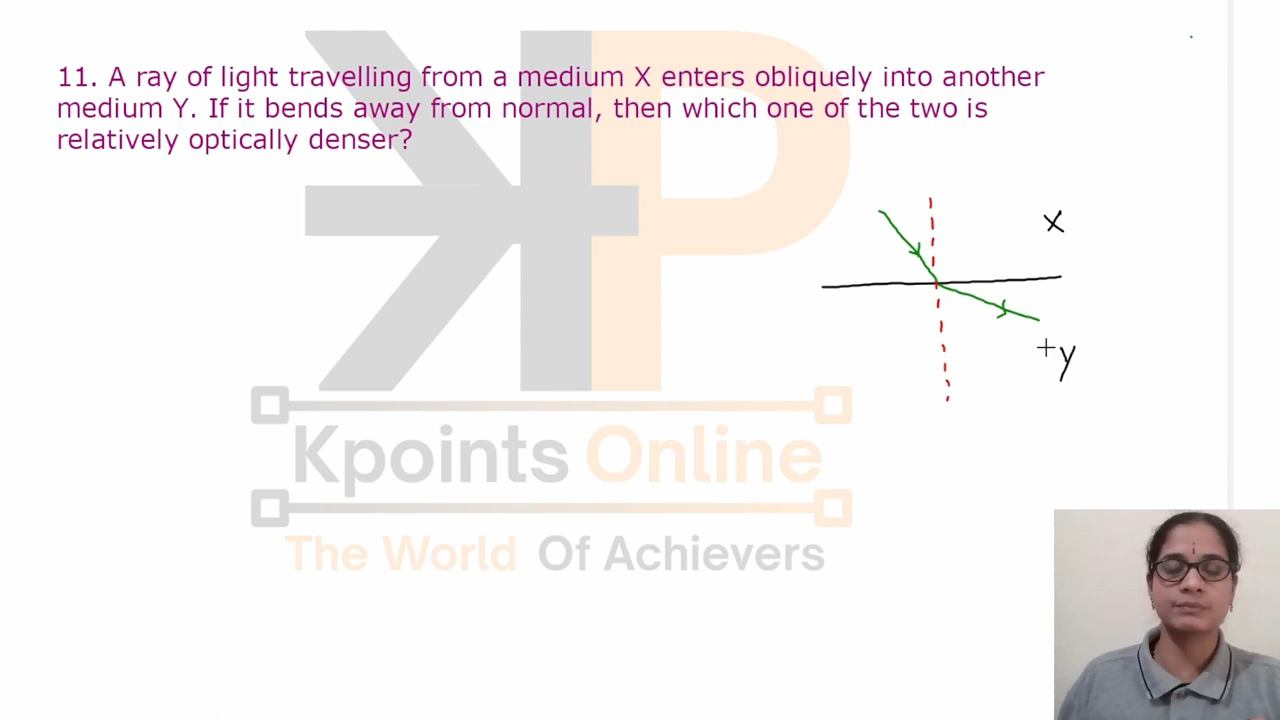 11. A ray of light travelling from a medium X enters obliquely into another
medium Y. If it bends away from normal, then which one of the two is
relatively optically denser?
X
y
KP
Kpoints Online
The World Of Achievers